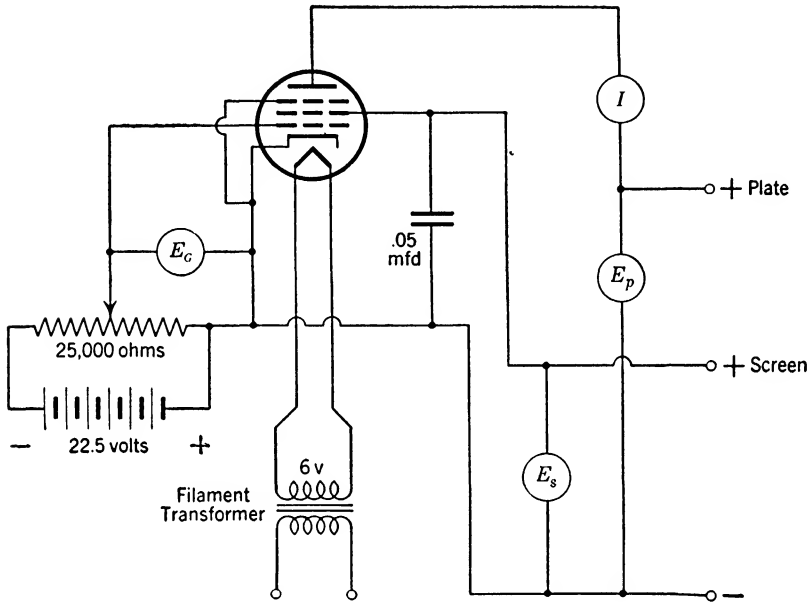 I
+ Plate
E_G
.05
mfd
E_p
25,000 ohms
+ Screen
− 22.5 volts +
6 v
E_s
Filament
Transformer
−